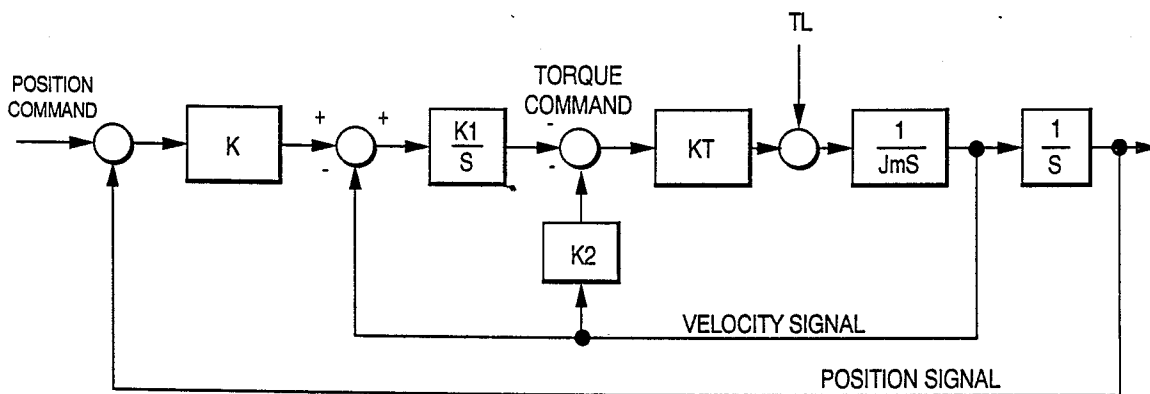 TL
POSITION
COMMAND
TORQUE
COMMAND
+
+
-
-
-
K
K1
S
KT
1
JmS
1
S
K2
VELOCITY SIGNAL
POSITION SIGNAL